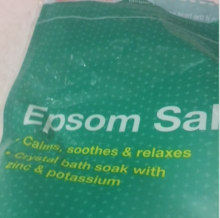 Epsom Sal
• Calms, soothes & relaxes
• Crystal bath soak with
zinc & potassium